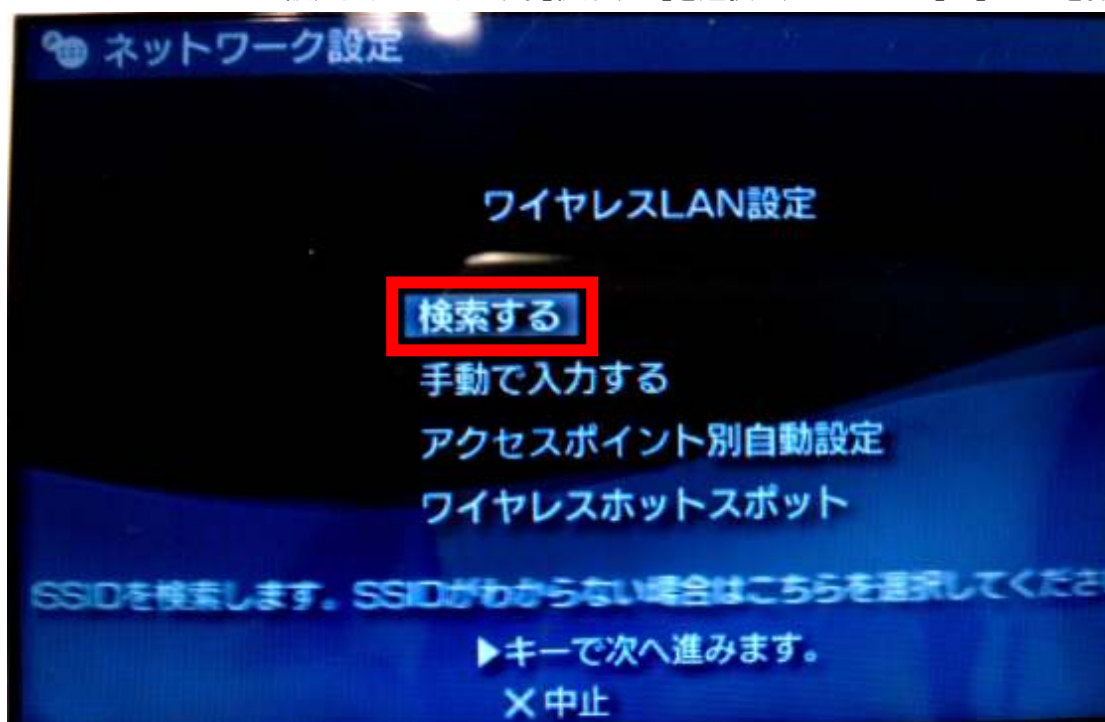 ネットワーク設定
ワイヤレスLAN設定
検索する
手動で入力する
アクセスポイント別自動設定
ワイヤレスホットスポット
SSIDを検索します。SSIDがわからない場合はこちらを選択してくださ
▶キーで次へ進みます。
✕中止